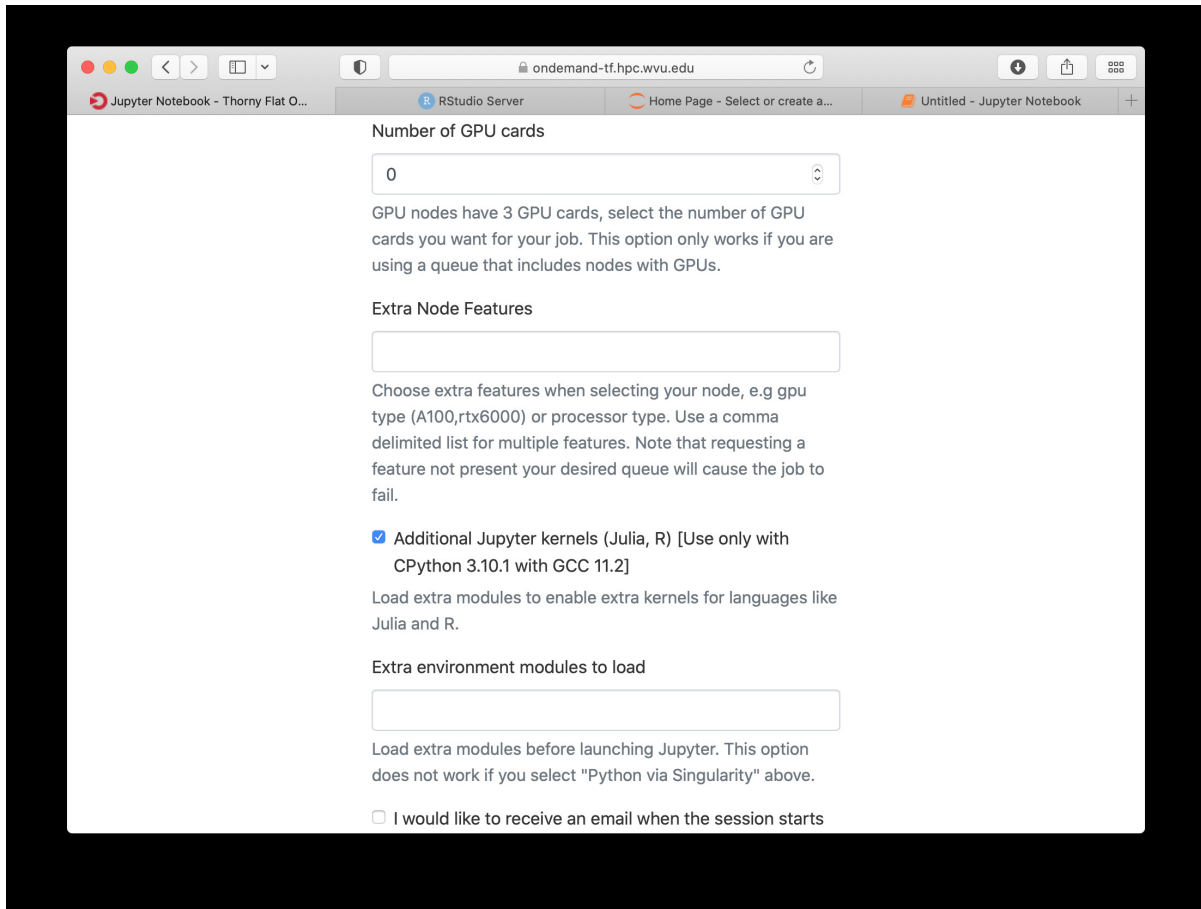 ondemand-tf.hpc.wvu.edu
Jupyter Notebook - Thorny Flat O...
R RStudio Server
Home Page - Select or create a...
Untitled - Jupyter Notebook
Number of GPU cards
0
GPU nodes have 3 GPU cards, select the number of GPU
cards you want for your job. This option only works if you are
using a queue that includes nodes with GPUs.
Extra Node Features
Choose extra features when selecting your node, e.g gpu
type (A100,rtx6000) or processor type. Use a comma
delimited list for multiple features. Note that requesting a
feature not present your desired queue will cause the job to
fail.
Additional Jupyter kernels (Julia, R) [Use only with
CPython 3.10.1 with GCC 11.2]
Load extra modules to enable extra kernels for languages like
Julia and R.
Extra environment modules to load
Load extra modules before launching Jupyter. This option
does not work if you select "Python via Singularity" above.
I would like to receive an email when the session starts